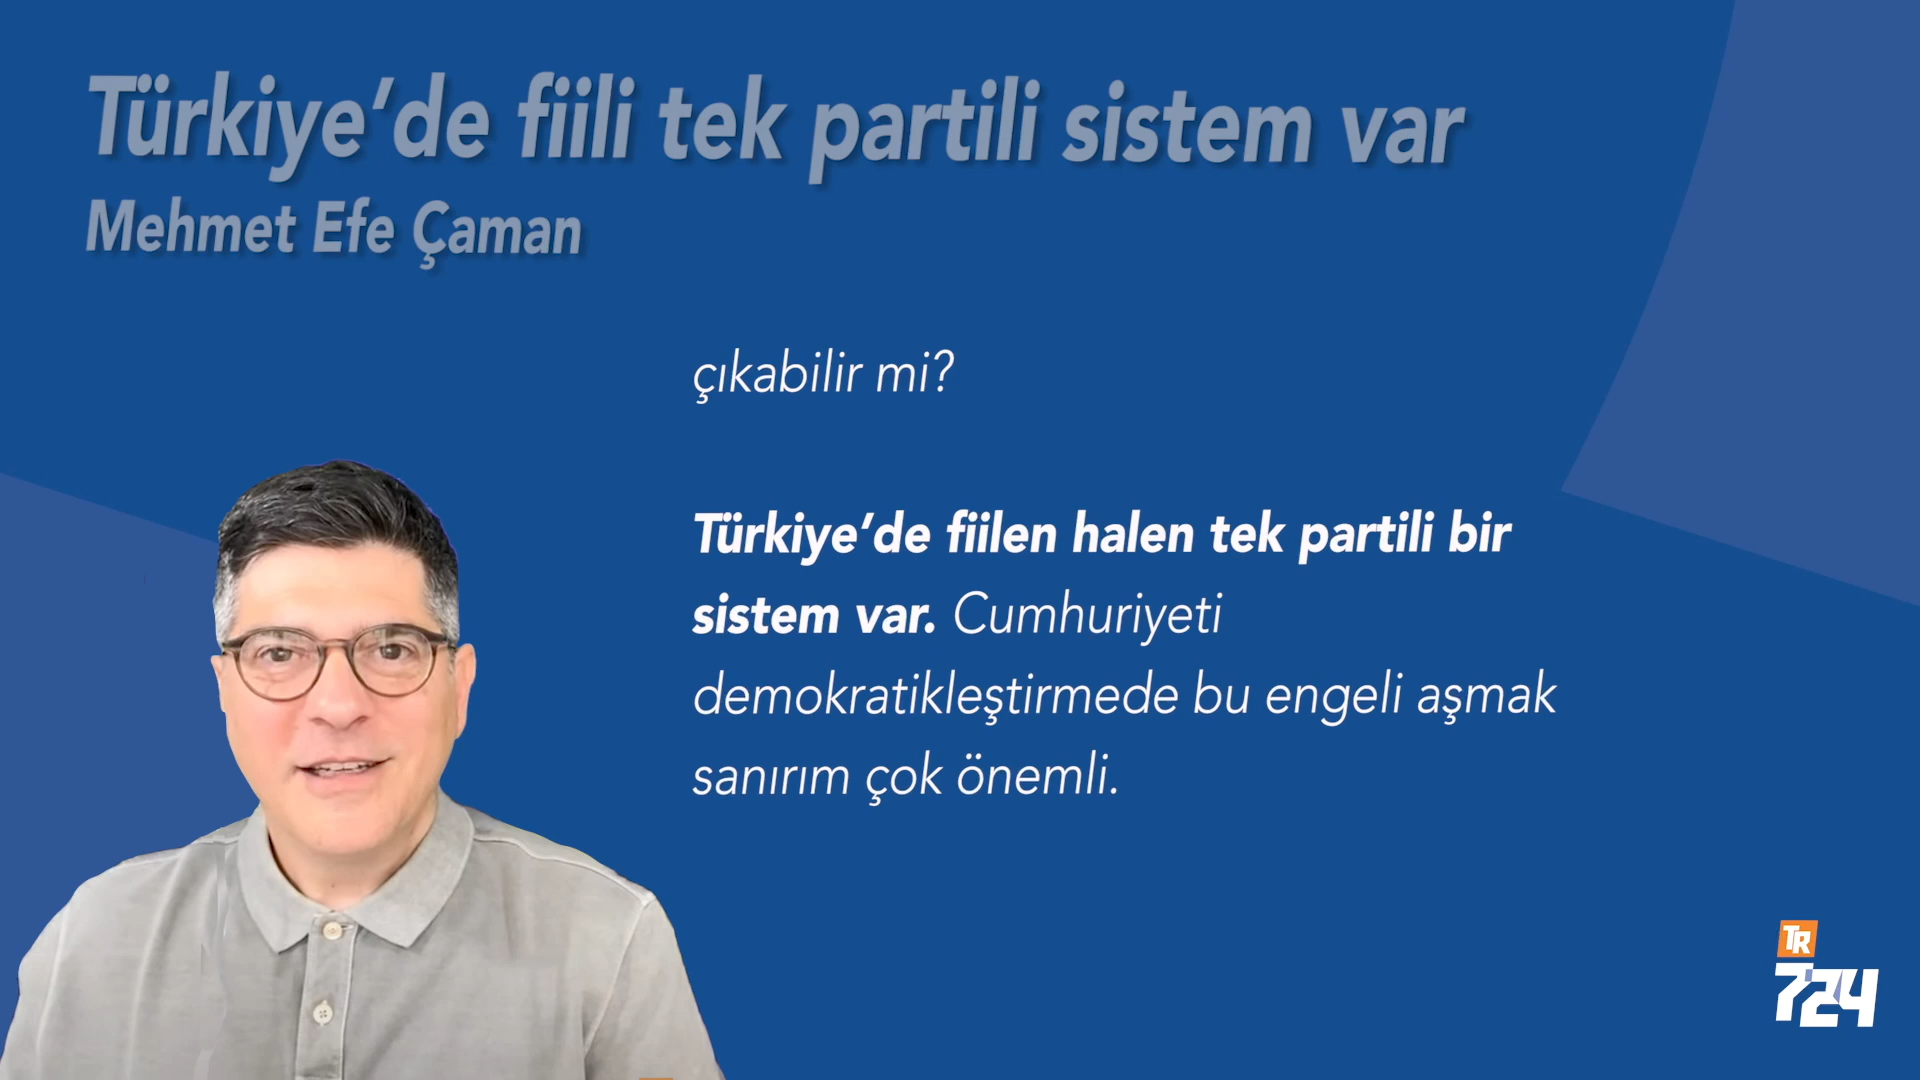 Türkiye’de fiili tek partili sistem var
Mehmet Efe Çaman
çıkabilir mi?
Türkiye’de fiilen halen tek partili bir
sistem var. Cumhuriyeti
demokratikleştirmede bu engeli aşmak
sanırım çok önemli.
TR
724